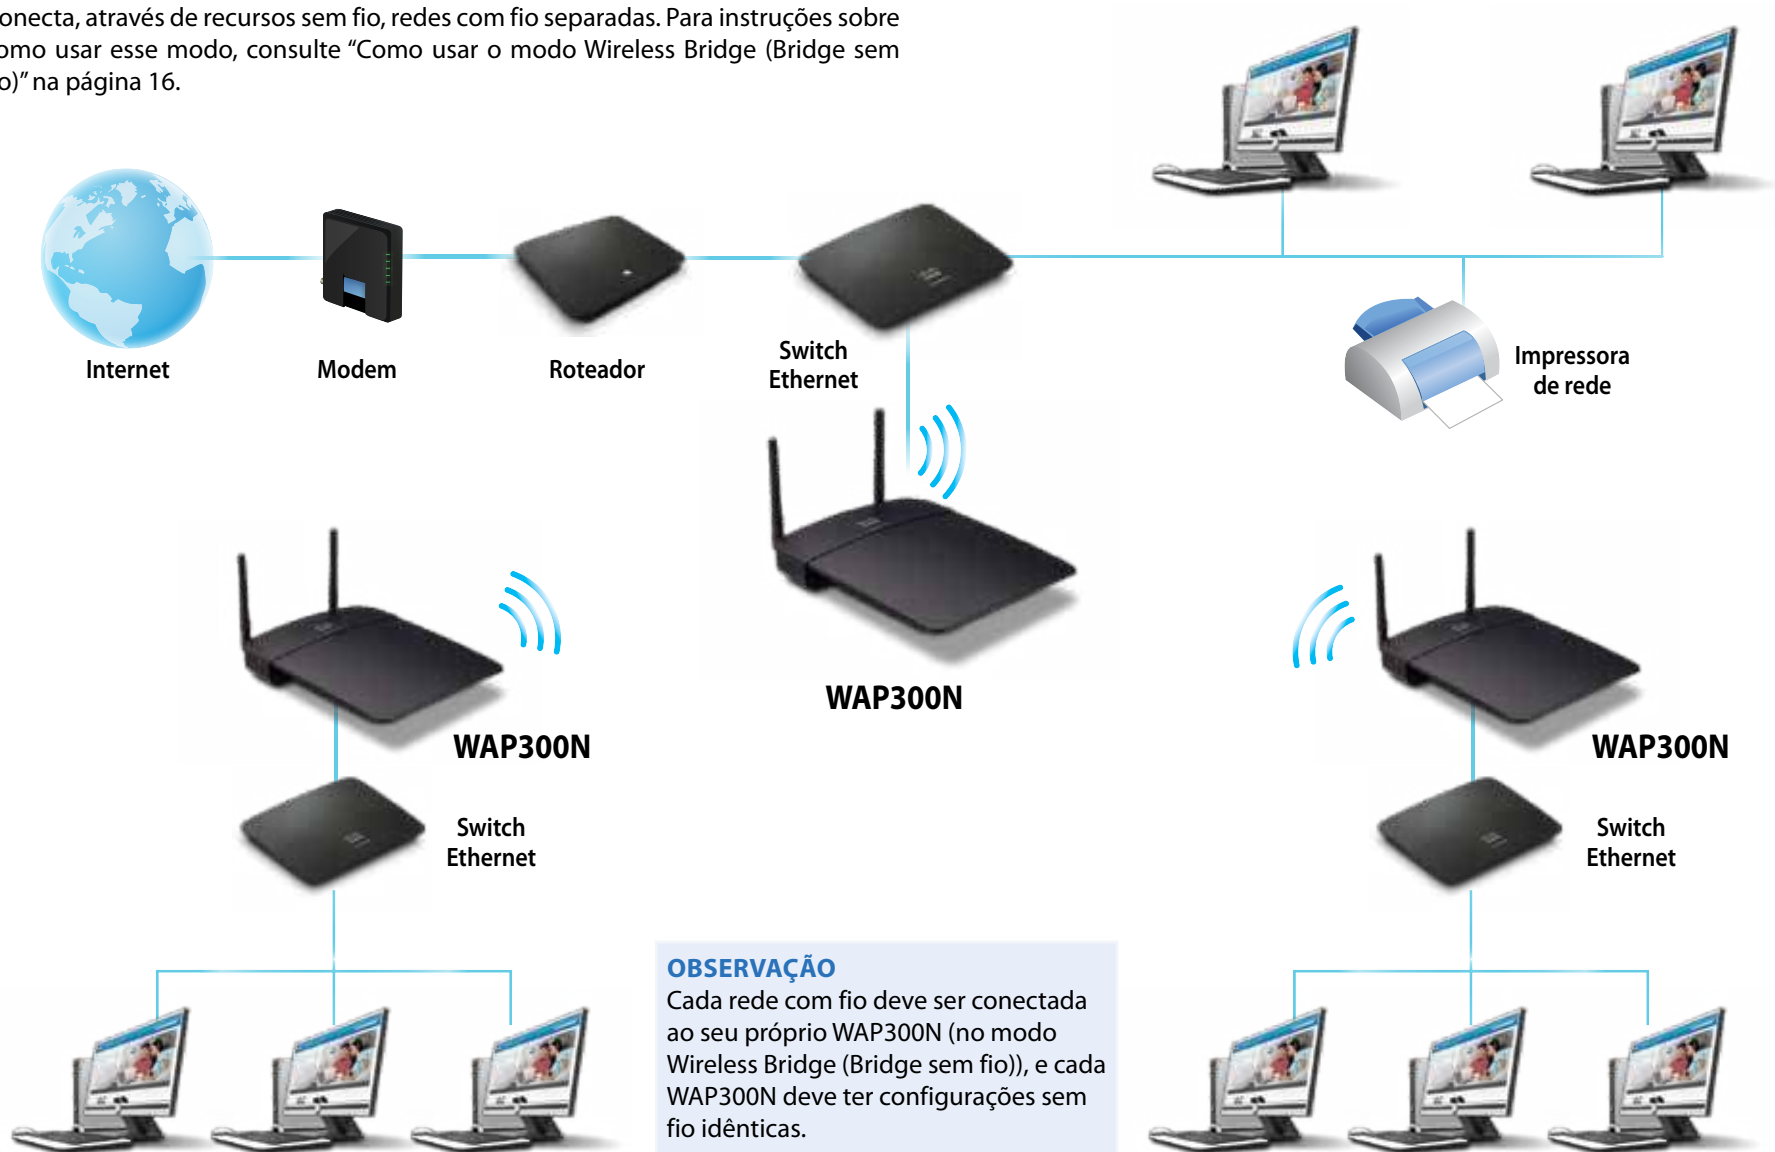 onecta, através de recursos sem fio, redes com fio separadas. Para instruções sobre
omo usar esse modo, consulte “Como usar o modo Wireless Bridge (Bridge sem
o)” na página 16.
Internet
Modem
Roteador
Switch
Ethernet
Impressora
de rede
WAP300N
WAP300N
WAP300N
Switch
Ethernet
Switch
Ethernet
OBSERVAÇÃO
Cada rede com fio deve ser conectada
ao seu próprio WAP300N (no modo
Wireless Bridge (Bridge sem fio)), e cada
WAP300N deve ter configurações sem
fio idênticas.